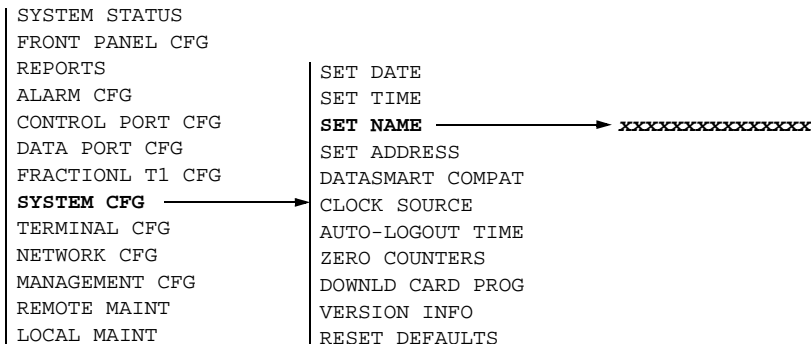 SYSTEM STATUS
FRONT PANEL CFG
REPORTS
ALARM CFG
CONTROL PORT CFG
DATA PORT CFG
FRACTIONL T1 CFG
SYSTEM CFG
TERMINAL CFG
NETWORK CFG
MANAGEMENT CFG
REMOTE MAINT
LOCAL MAINT
SET DATE
SET TIME
SET NAME
SET ADDRESS
DATASMART COMPAT
CLOCK SOURCE
AUTO-LOGOUT TIME
ZERO COUNTERS
DOWNLD CARD PROG
VERSION INFO
RESET DEFAULTS
xxxxxxxxxxxxxxx